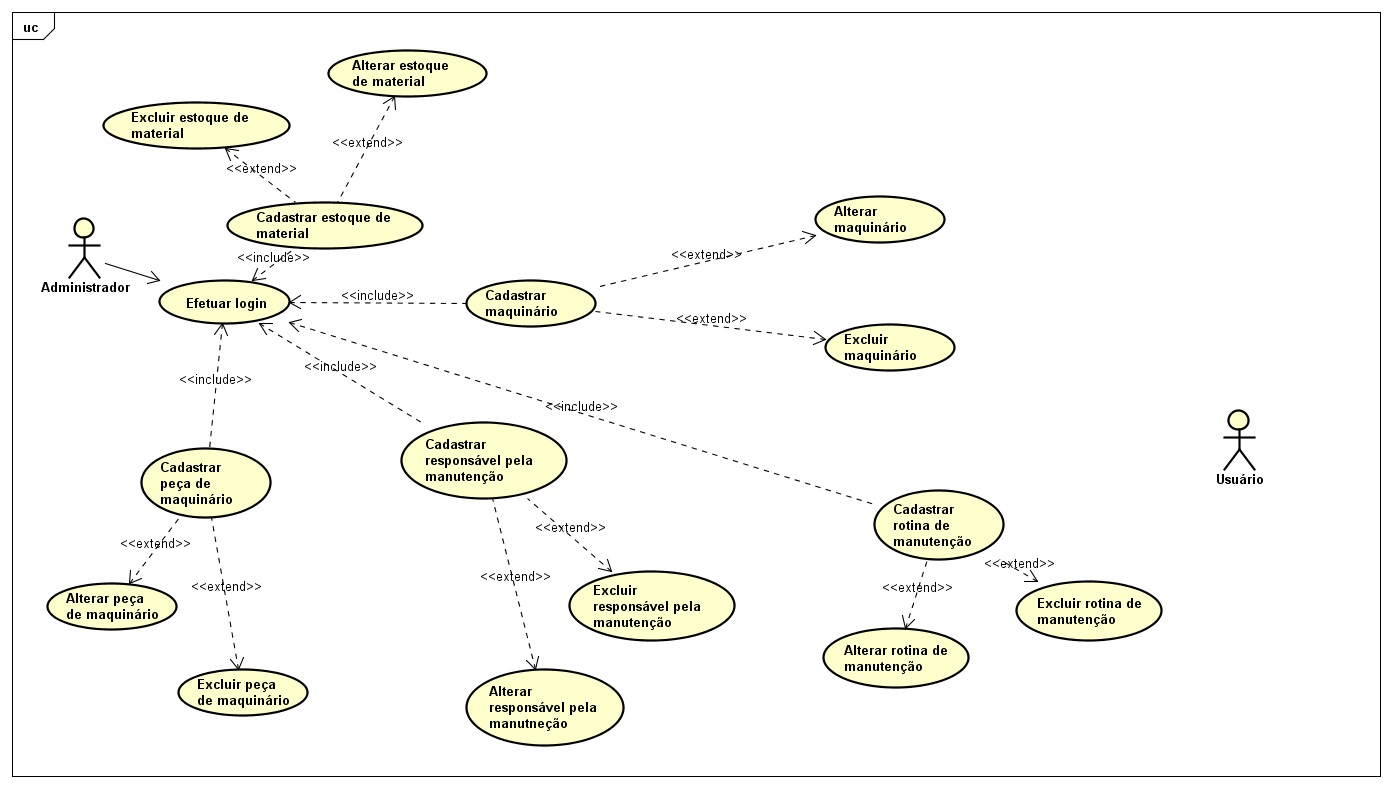 uc
Alterar estoque
de material
Excluir estoque de
material
<<extend>>
<<extend>>
Cadastrar estoque de
material
Administrador
<<include>>
Efetuar login
<<include>>
Cadastrar
maquinário
<<extend>>
Alterar
maquinário
<<extend>>
Excluir
maquinário
<<include>>
<<include>>
<<include>>
Usuário
Cadastrar
peça de
maquinário
Cadastrar
responsável pela
manutenção
Cadastrar
rotina de
manutenção
<<extend>>
<<extend>>
<<extend>>
<<extend>>
<<extend>>
<<extend>>
Alterar peça
de maquinário
Excluir
responsável pela
manutenção
Excluir rotina de
manutenção
Alterar rotina de
manutenção
Excluir peça
de maquinário
Alterar
responsável pela
manutneção